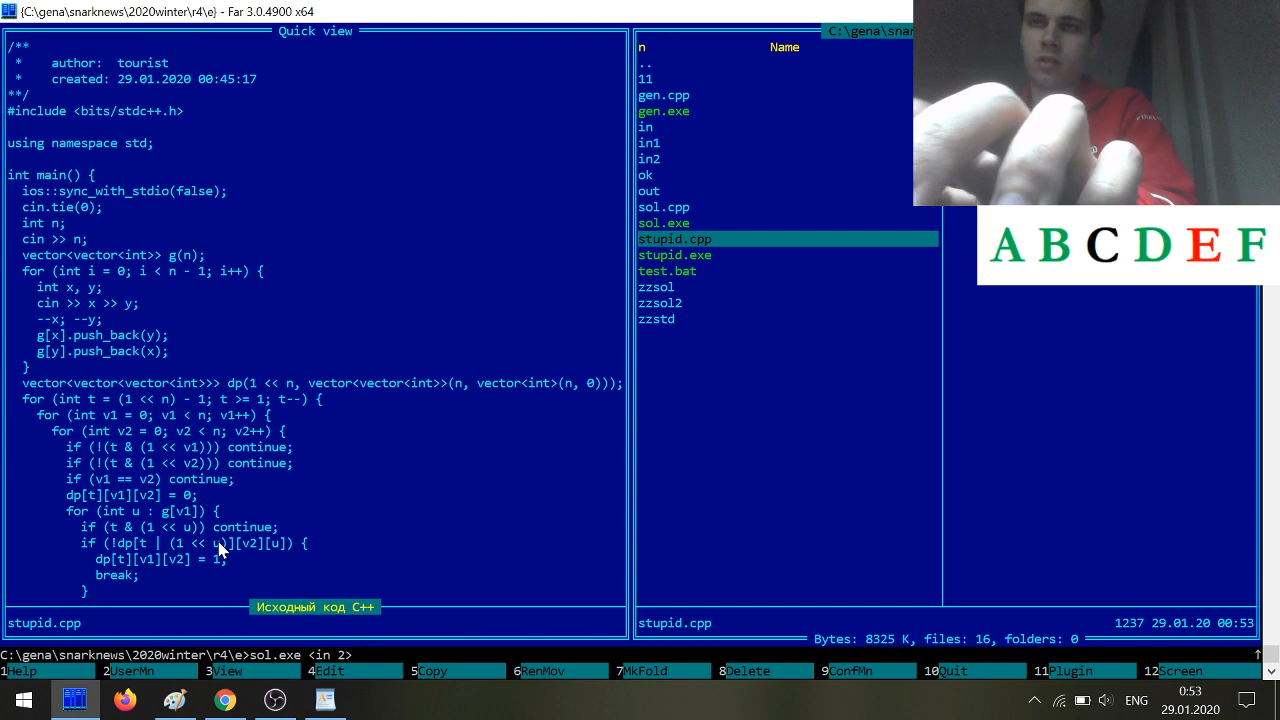 {C:\gena\snarknews\2020winter\r4\e} - Far 3.0.4900 x64
Quick view
/**
 *    author:  tourist
 *    created: 29.01.2020 00:45:17
**/
#include <bits/stdc++.h>

using namespace std;

int main() {
  ios::sync_with_stdio(false);
  cin.tie(0);
  int n;
  cin >> n;
  vector<vector<int>> g(n);
  for (int i = 0; i < n - 1; i++) {
    int x, y;
    cin >> x >> y;
    --x; --y;
    g[x].push_back(y);
    g[y].push_back(x);
  }
  vector<vector<vector<int>>> dp(1 << n, vector<vector<int>>(n, vector<int>(n, 0)));
  for (int t = (1 << n) - 1; t >= 1; t--) {
    for (int v1 = 0; v1 < n; v1++) {
      for (int v2 = 0; v2 < n; v2++) {
        if (!(t & (1 << v1))) continue;
        if (!(t & (1 << v2))) continue;
        if (v1 == v2) continue;
        dp[t][v1][v2] = 0;
        for (int u : g[v1]) {
          if (t & (1 << u)) continue;
          if (!dp[t | (1 << u)][v2][u]) {
            dp[t][v1][v2] = 1;
            break;
          }
Исходный код C++
stupid.cpp
C:\gena\snar
n Name
..
11
gen.cpp
gen.exe
in
in1
in2
ok
out
sol.cpp
sol.exe
stupid.cpp
stupid.exe
test.bat
zzsol
zzsol2
zzstd
stupid.cpp 1237 29.01.20 00:53
Bytes: 8325 K, files: 16, folders: 0
A B C D E F
C:\gena\snarknews\2020winter\r4\e>sol.exe <in 2>
1Help 2UserMn 3View 4Edit 5Copy 6RenMov 7MkFold 8Delete 9ConfMn 10Quit 11Plugin 12Screen
ENG
0:53
29.01.2020